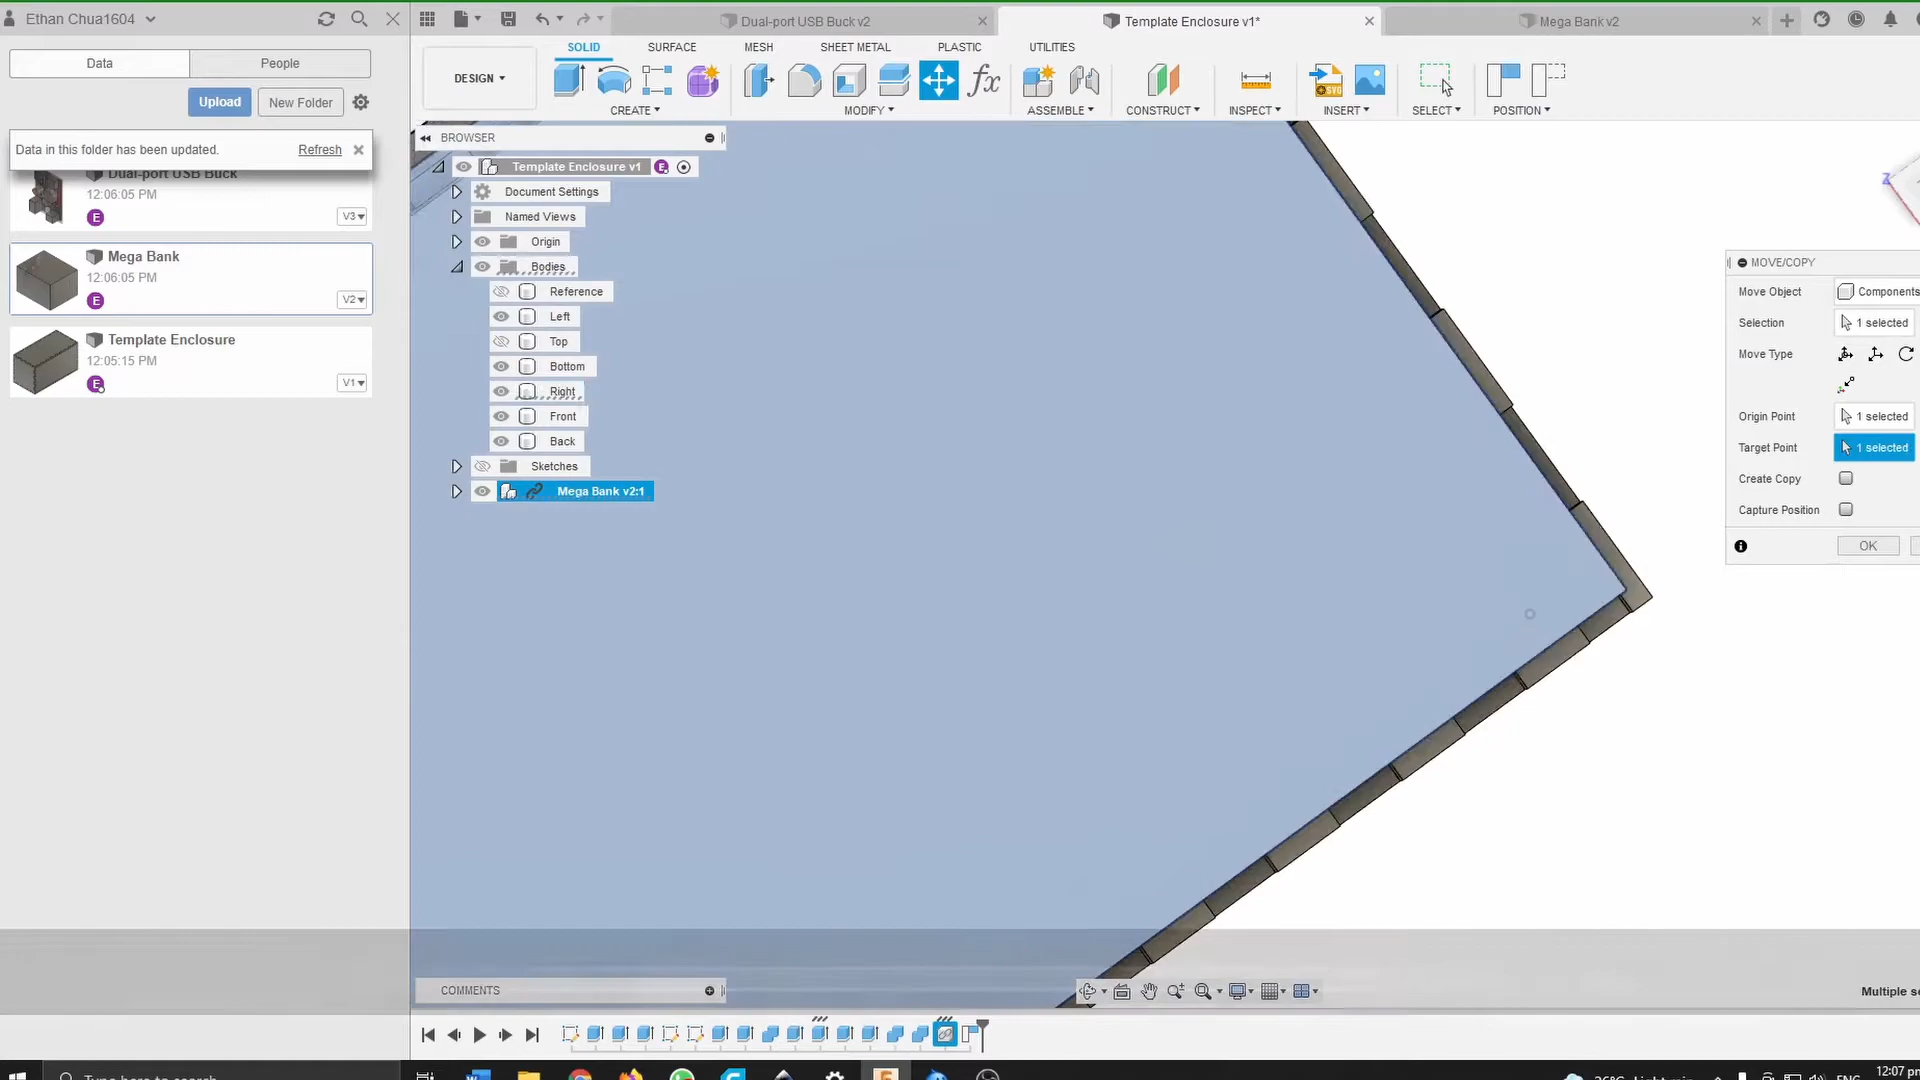 Ethan Chua1604
Dual-port USB Buck v2
Template Enclosure v1*
Mega Bank v2
Data
People
Upload
New Folder
Data in this folder has been updated.
Refresh
Dual-port USB Buck
12:06:05 PM
E
V3
Mega Bank
12:06:05 PM
E
V2
Template Enclosure
12:05:15 PM
E
V1
SOLID
SURFACE
MESH
SHEET METAL
PLASTIC
UTILITIES
DESIGN
fx
SVG
CREATE
MODIFY
ASSEMBLE
CONSTRUCT
INSPECT
INSERT
SELECT
POSITION
BROWSER
Template Enclosure v1
E
Document Settings
Named Views
Origin
Bodies
Reference
Left
Top
Bottom
Right
Front
Back
Sketches
Mega Bank v2:1
Z
MOVE/COPY
Move Object
Components
Selection
1 selected
Move Type
Origin Point
1 selected
Target Point
1 selected
Create Copy
Capture Position
OK
COMMENTS
12:07